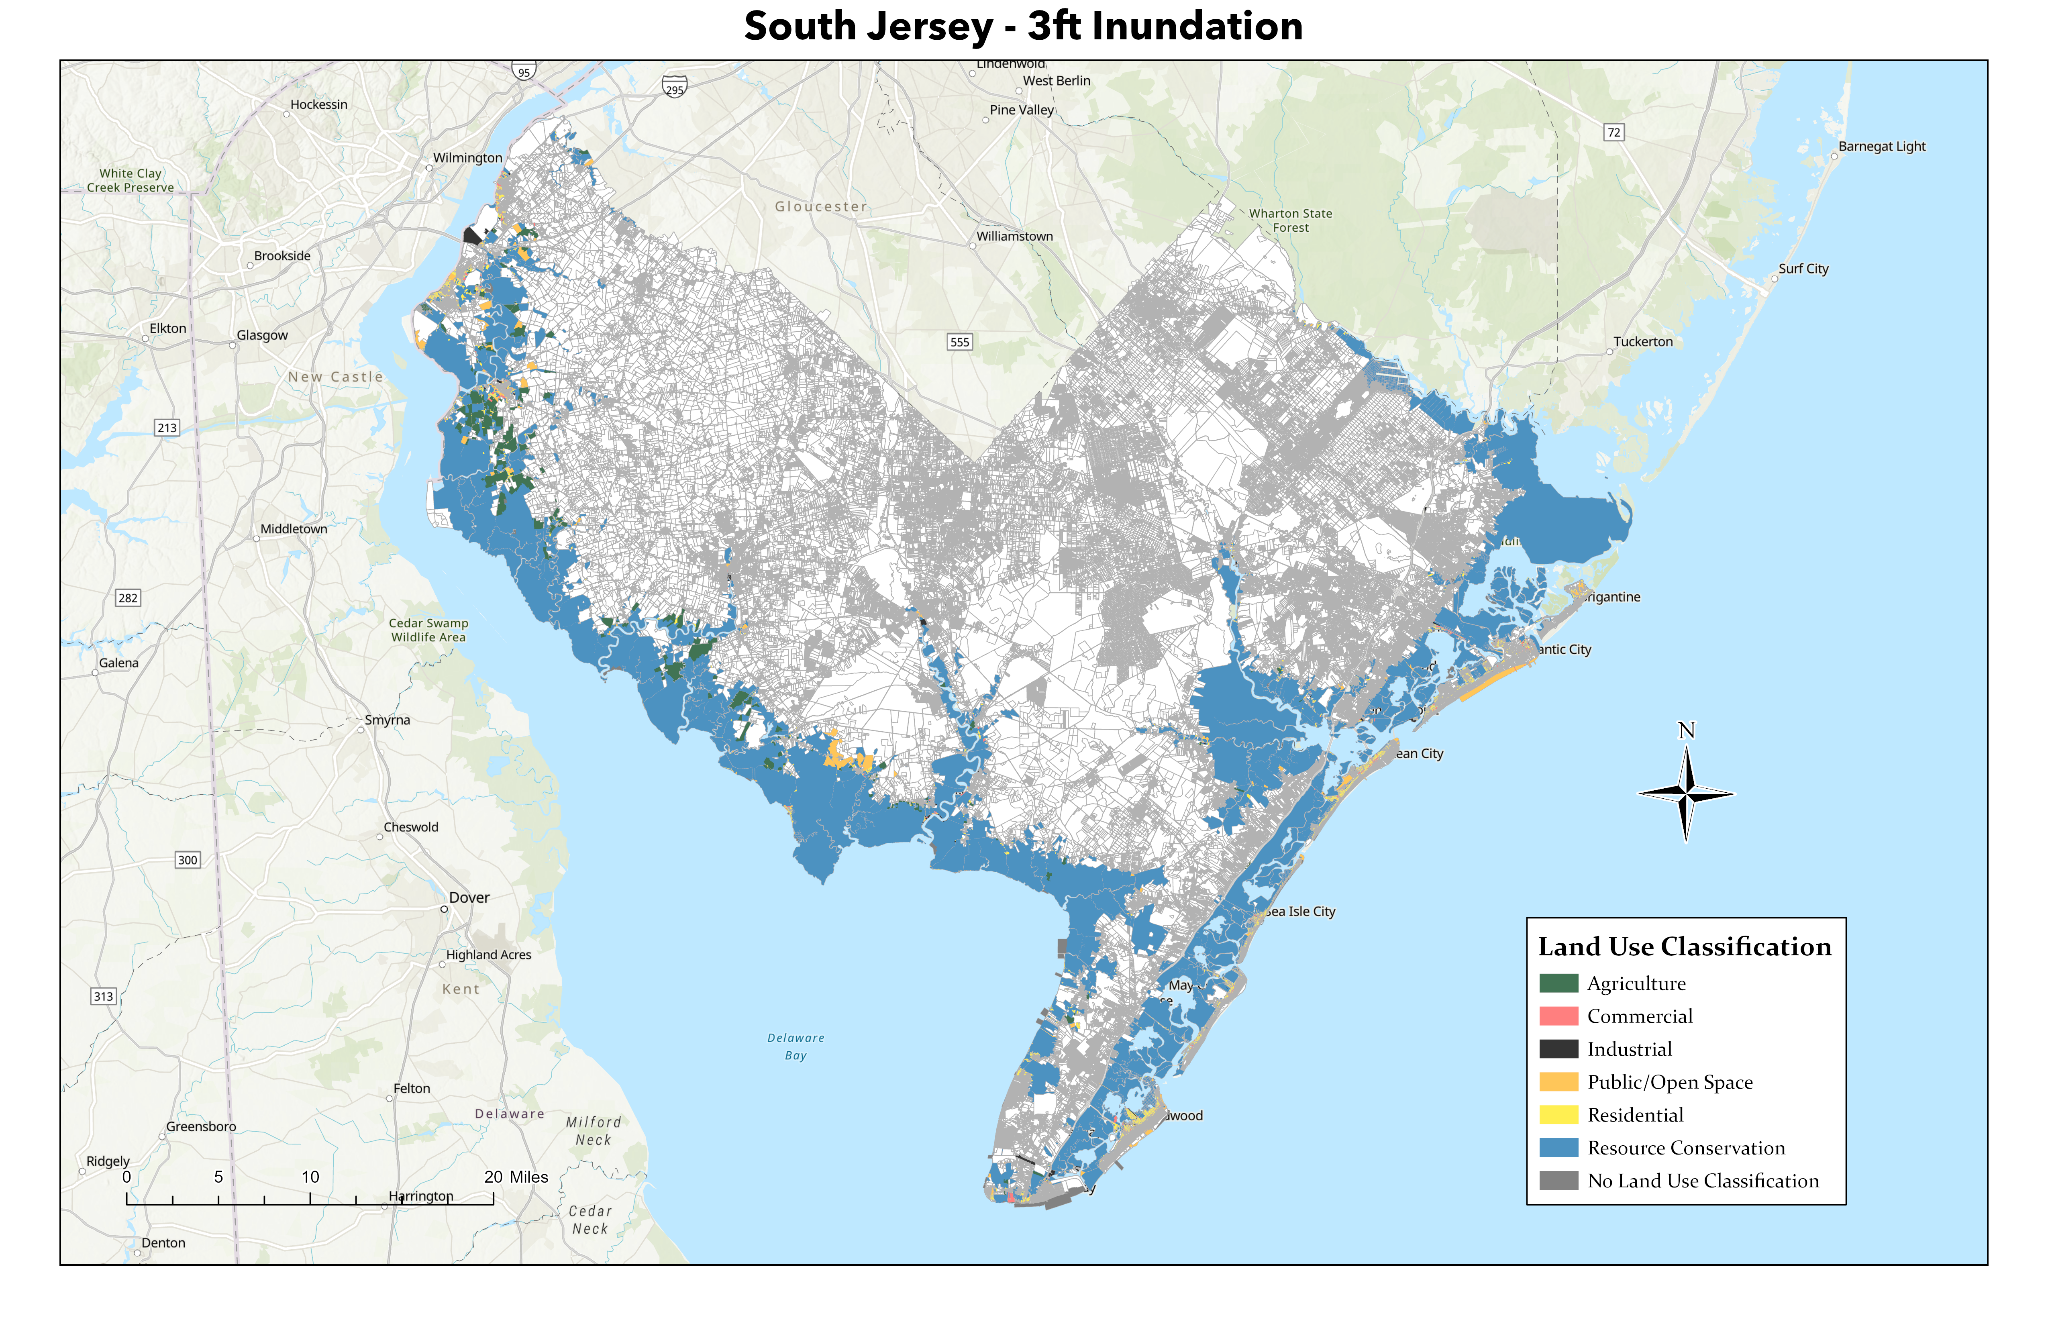 South Jersey - 3ft Inundation
95
Lindenwold
295
West Berlin
Hockessin
Pine Valley
72
Barnegat Light
Wilmington
White Clay
Creek Preserve
Gloucester
Wharton State
Forest
Williamstown
Brookside
Surf City
Elkton
Glasgow
555
Tuckerton
New Castle
213
Middletown
282
rigantine
Cedar Swamp
Wildlife Area
antic City
Galena
Smyrna
N
ean City
Cheswold
300
Dover
Sea Isle City
Highland Acres
Land Use Classification
Agriculture
Commercial
Industrial
Public/Open Space
Residential
Resource Conservation
No Land Use Classification
Kent
313
May
se
Delaware
Bay
Felton
Delaware
Milford
Neck
dwood
Greensboro
Ridgely
0 5 10 20 Miles
Harrington
Cedar
Neck
Denton